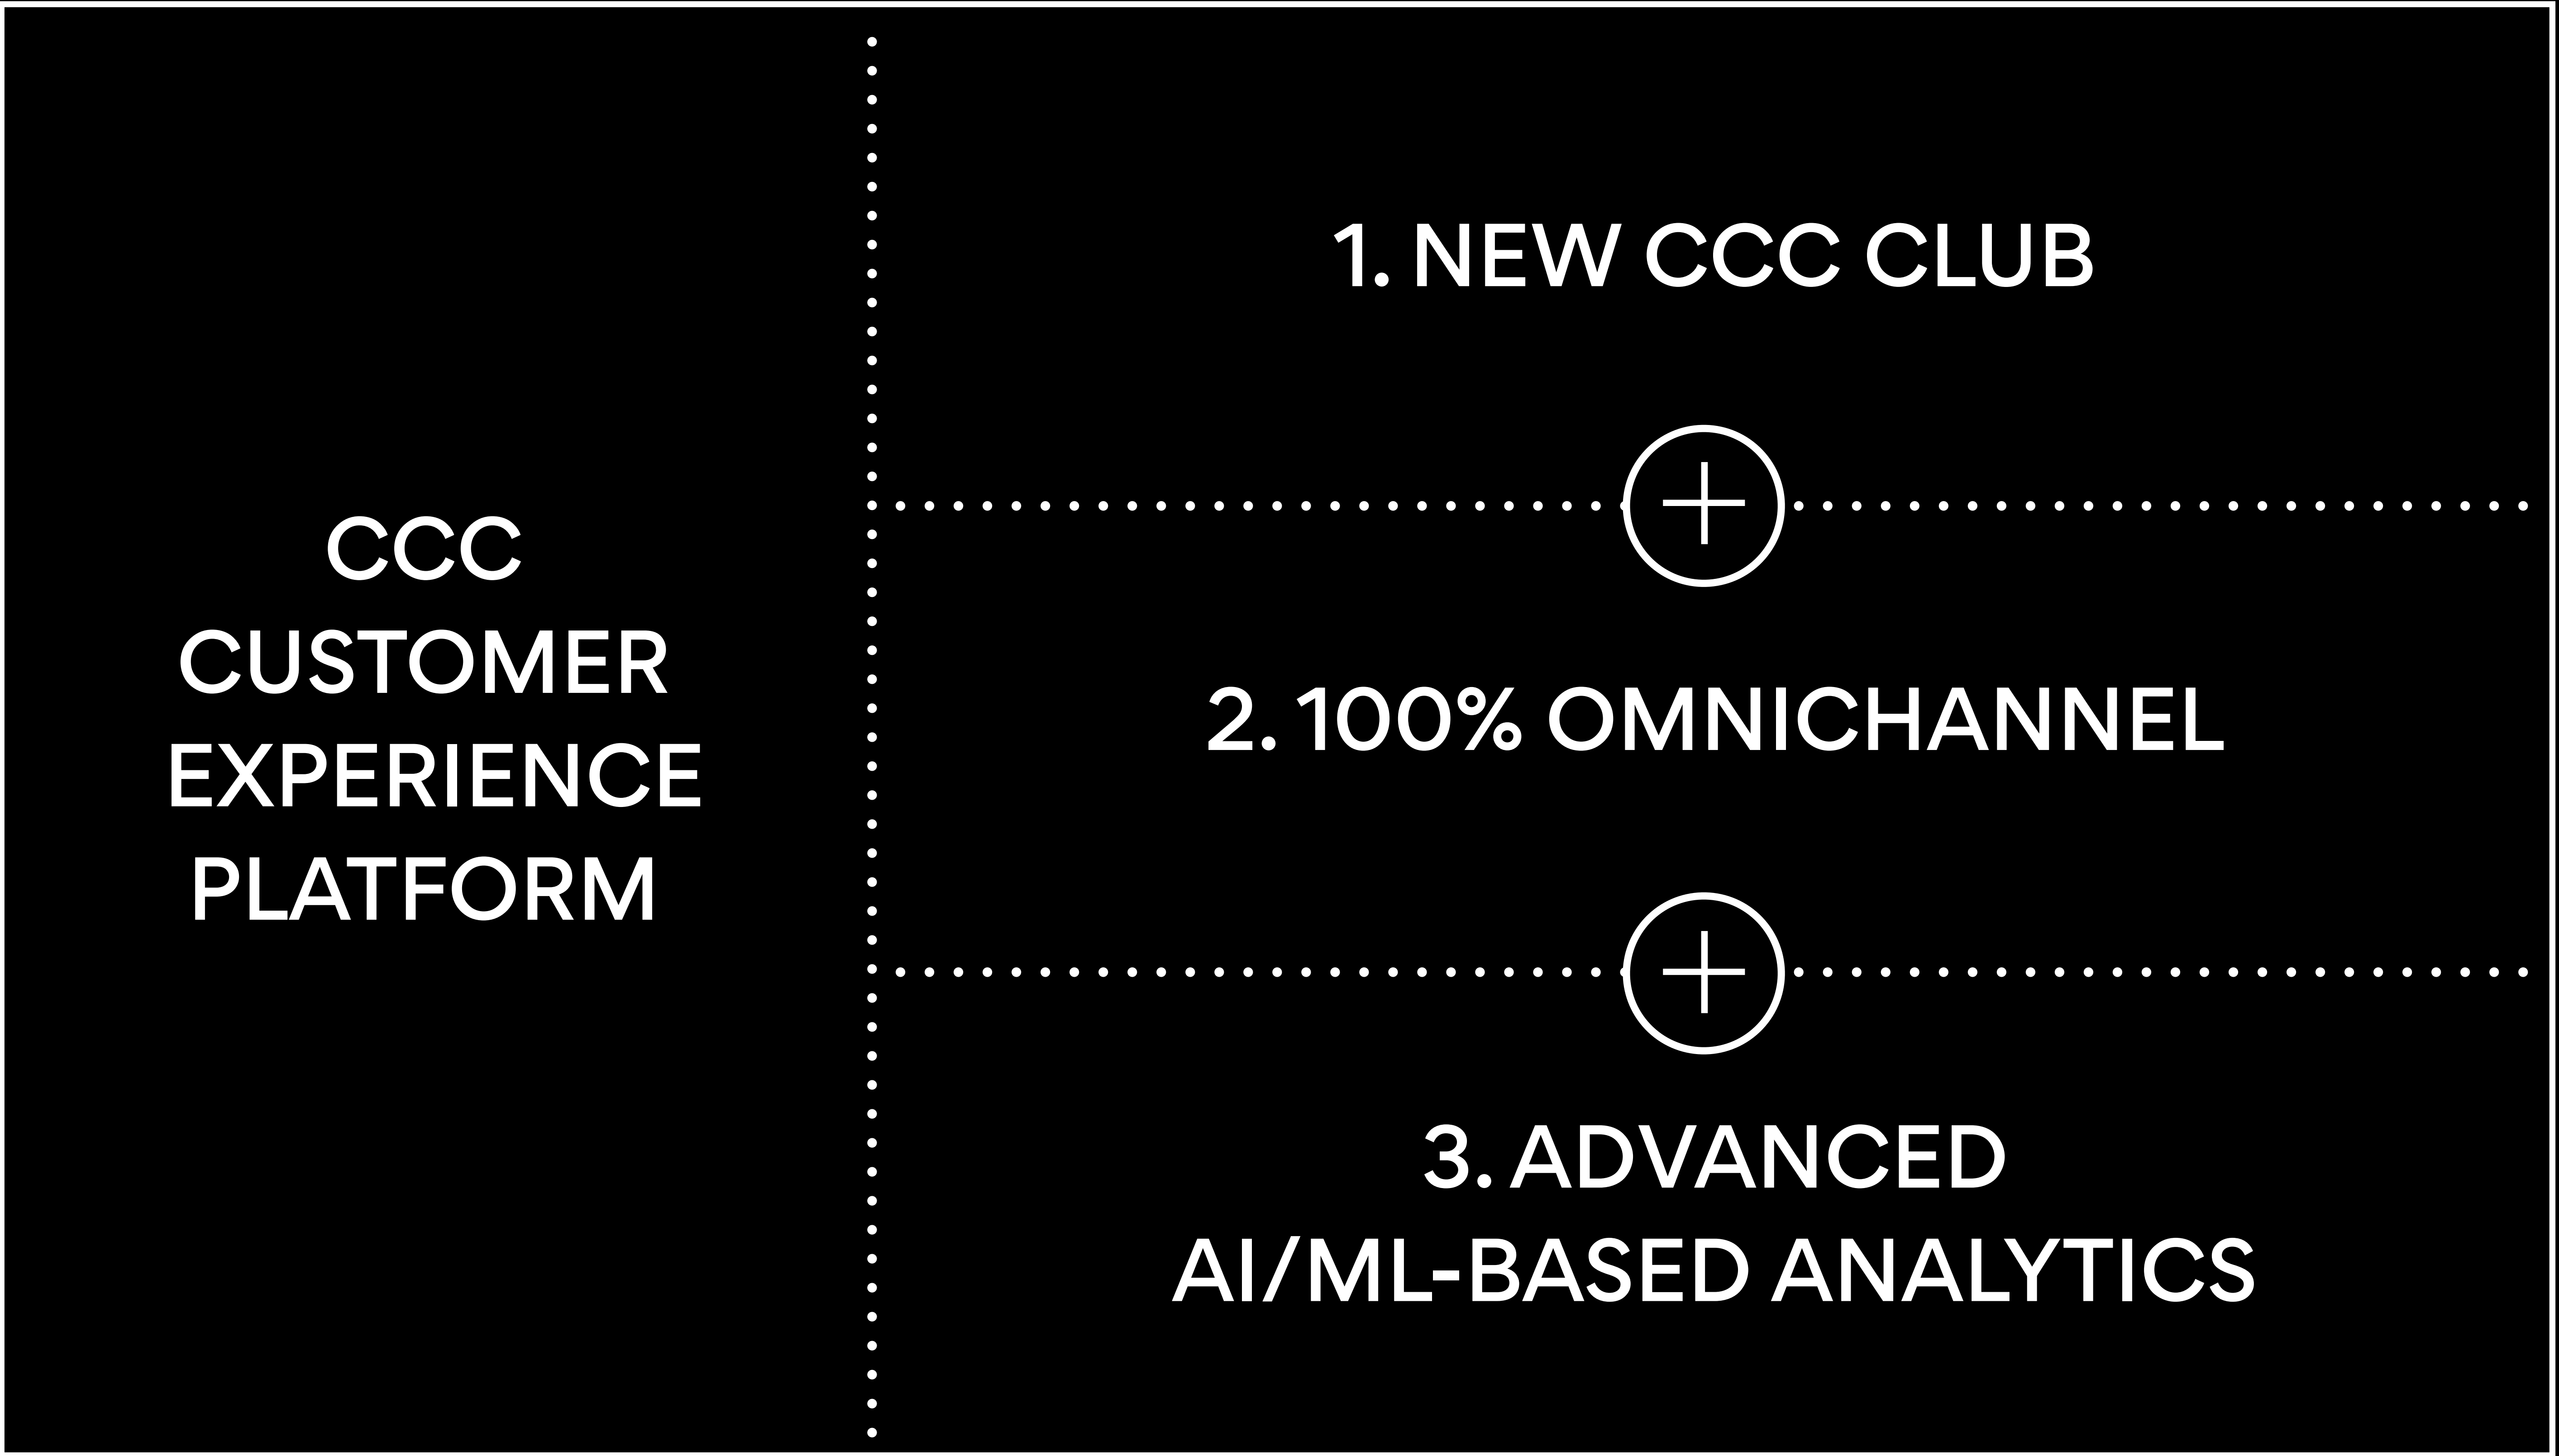 CCC
CUSTOMER
EXPERIENCE
PLATFORM
1. NEW CCC CLUB
2. 100% OMNICHANNEL
3. ADVANCED
AI/ML-BASED ANALYTICS